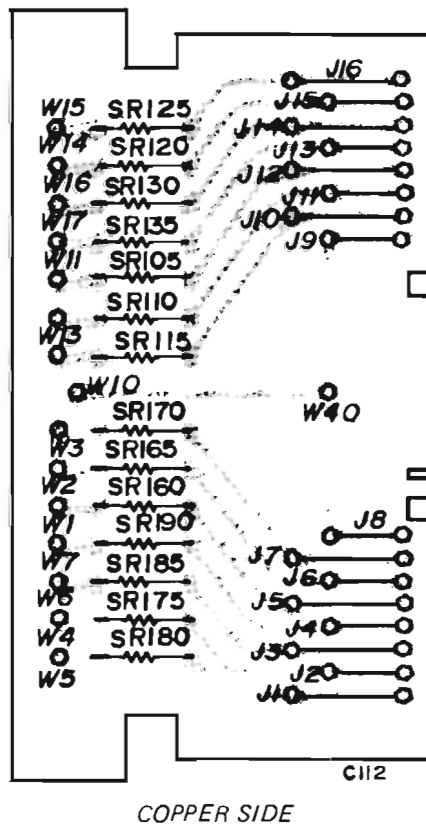 J16
W15 SR125 J15
W14 SR120 J14
W16 SR130 J13
W17 SR135 J12
W11 SR105 J11
SR110 J10
W13 SR115 J9
W10 W40
SR170
W3 SR165
W2 SR160
W1 SR190 J8
W7 SR185 J7
W6 SR175 J6
W4 SR180 J5
W5 J4
J3
J2
J1
C112
COPPER SIDE